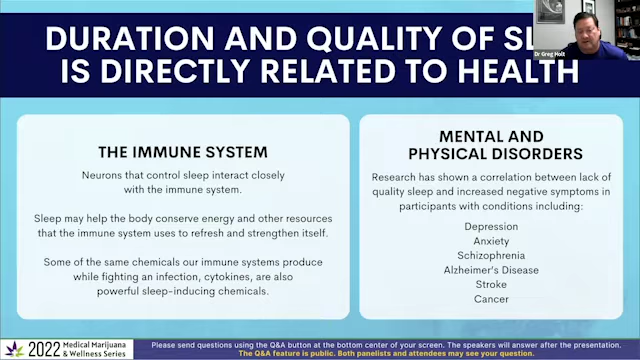 DURATION AND QUALITY OF
IS DIRECTLY RELATED TO HEALTH
Dr Greg Holt
THE IMMUNE SYSTEM
Neurons that control sleep interact closely
with the immune system.
Sleep may help the body conserve energy and other resources
that the immune system uses to refresh and strengthen itself.
Some of the same chemicals our immune systems produce
while fighting an infection, cytokines, are also
powerful sleep-inducing chemicals.
MENTAL AND
PHYSICAL DISORDERS
Research has shown a correlation between lack of
quality sleep and increased negative symptoms in
participants with conditions including:
Depression
Anxiety
Schizophrenia
Alzheimer's Disease
Stroke
Cancer
2022 Medical Marijuana
& Wellness Series
Please send questions using the Q&A button at the bottom center of your screen. The speakers will answer after the presentation.
The Q&A feature is public. Both panelists and attendees may see your question.